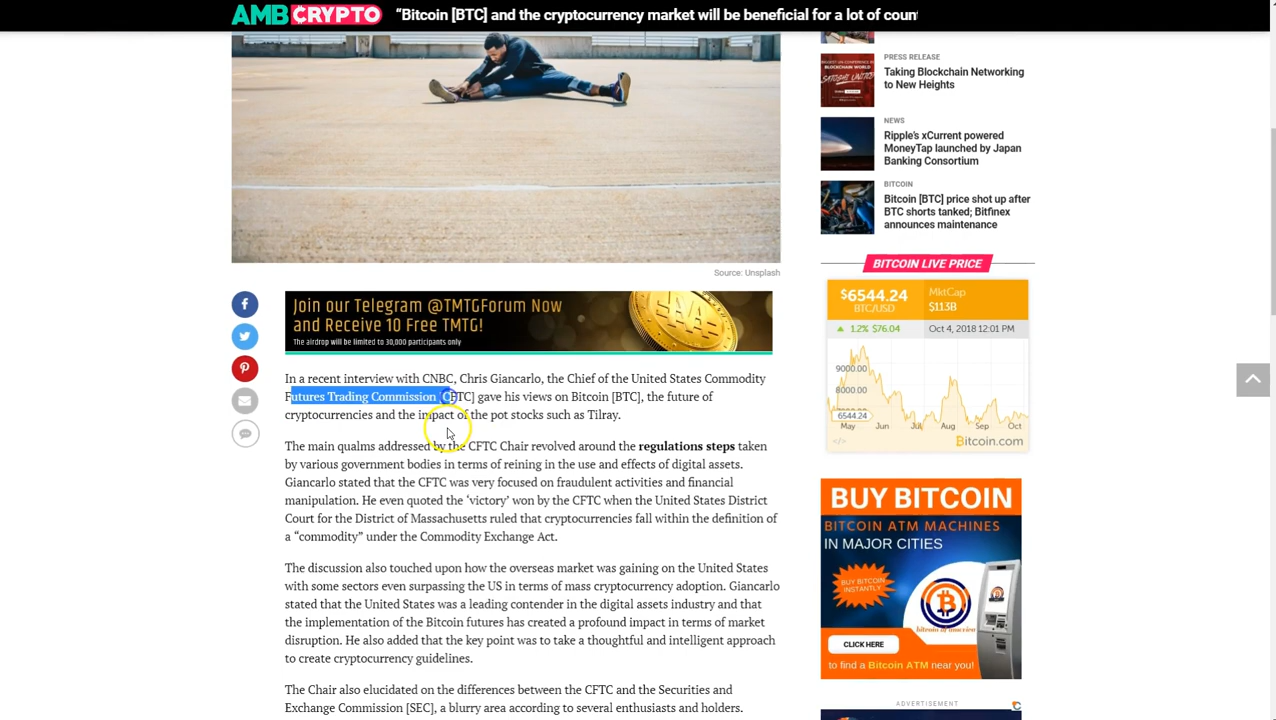 AMBCRYPTO
“Bitcoin [BTC] and the cryptocurrency market will be beneficial for a lot of coun
PRESS RELEASE
Taking Blockchain Networking
to New Heights
NEWS
Ripple's xCurrent powered
MoneyTap launched by Japan
Banking Consortium
BITCOIN
Bitcoin [BTC] price shot up after
BTC shorts tanked; Bitfinex
announces maintenance
Source: Unsplash
BITCOIN LIVE PRICE
$6544.24
BTC/USD
MktCap
$113B
1.2% $76.04
Oct 4, 2018 12:01 PM
9000.00
8000.00
6544.24
May Jun Jul Aug Sep Oct
Bitcoin.com
Join our Telegram @TMTGForum Now
and Receive 10 Free TMTG!
The airdrop will be limited to 30,000 participants only
In a recent interview with CNBC, Chris Giancarlo, the Chief of the United States Commodity
Futures Trading Commission [CFTC] gave his views on Bitcoin [BTC], the future of
cryptocurrencies and the impact of the pot stocks such as Tilray.
The main qualms addressed by the CFTC Chair revolved around the regulations steps taken
by various government bodies in terms of reining in the use and effects of digital assets.
Giancarlo stated that the CFTC was very focused on fraudulent activities and financial
manipulation. He even quoted the ‘victory’ won by the CFTC when the United States District
Court for the District of Massachusetts ruled that cryptocurrencies fall within the definition of
a “commodity” under the Commodity Exchange Act.
The discussion also touched upon how the overseas market was gaining on the United States
with some sectors even surpassing the US in terms of mass cryptocurrency adoption. Giancarlo
stated that the United States was a leading contender in the digital assets industry and that
the implementation of the Bitcoin futures has created a profound impact in terms of market
disruption. He also added that the key point was to take a thoughtful and intelligent approach
to create cryptocurrency guidelines.
The Chair also elucidated on the differences between the CFTC and the Securities and
Exchange Commission [SEC], a blurry area according to several enthusiasts and holders.
BUY BITCOIN
BITCOIN ATM MACHINES
IN MAJOR CITIES
BUY BITCOIN
INSTANTLY
bitcoin of america
CLICK HERE
to find a Bitcoin ATM near you!
ADVERTISEMENT